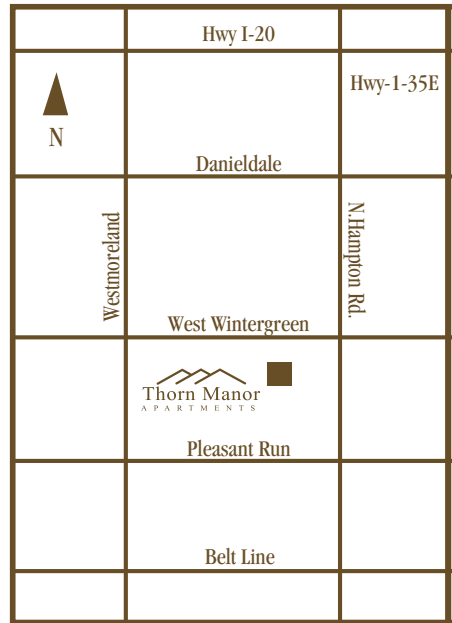 Hwy I-20
Hwy-1-35E
N
Danieldale
Westmoreland
N.Hampton Rd.
West Wintergreen
Thorn Manor
APARTMENTS
Pleasant Run
Belt Line